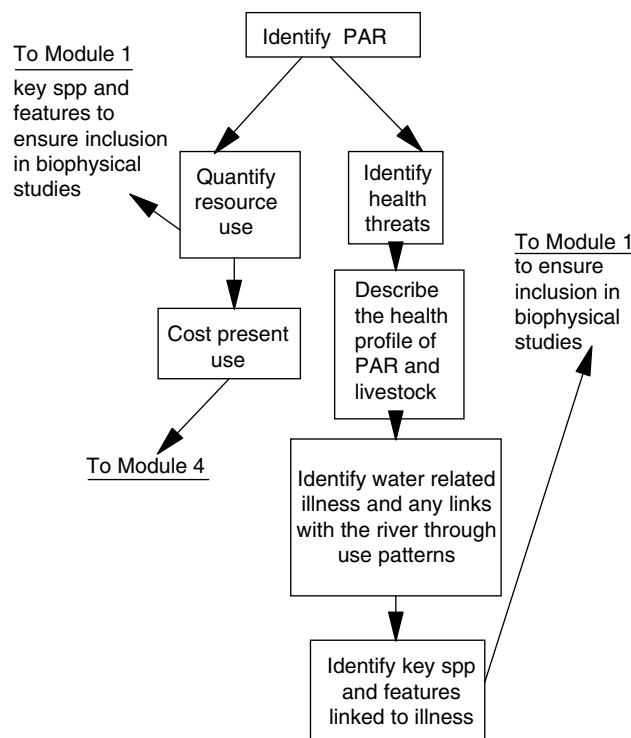 Identify PAR
To Module 1
key spp and
features to
ensure inclusion
in biophysical
studies
Quantify
resource
use
Identify
health
threats
To Module 1
to ensure
inclusion in
biophysical
studies
Describe
the health
profile of
PAR and
livestock
Cost present
use
To Module 4
Identify water related
illness and any links
with the river through
use patterns
Identify key spp
and features
linked to illness